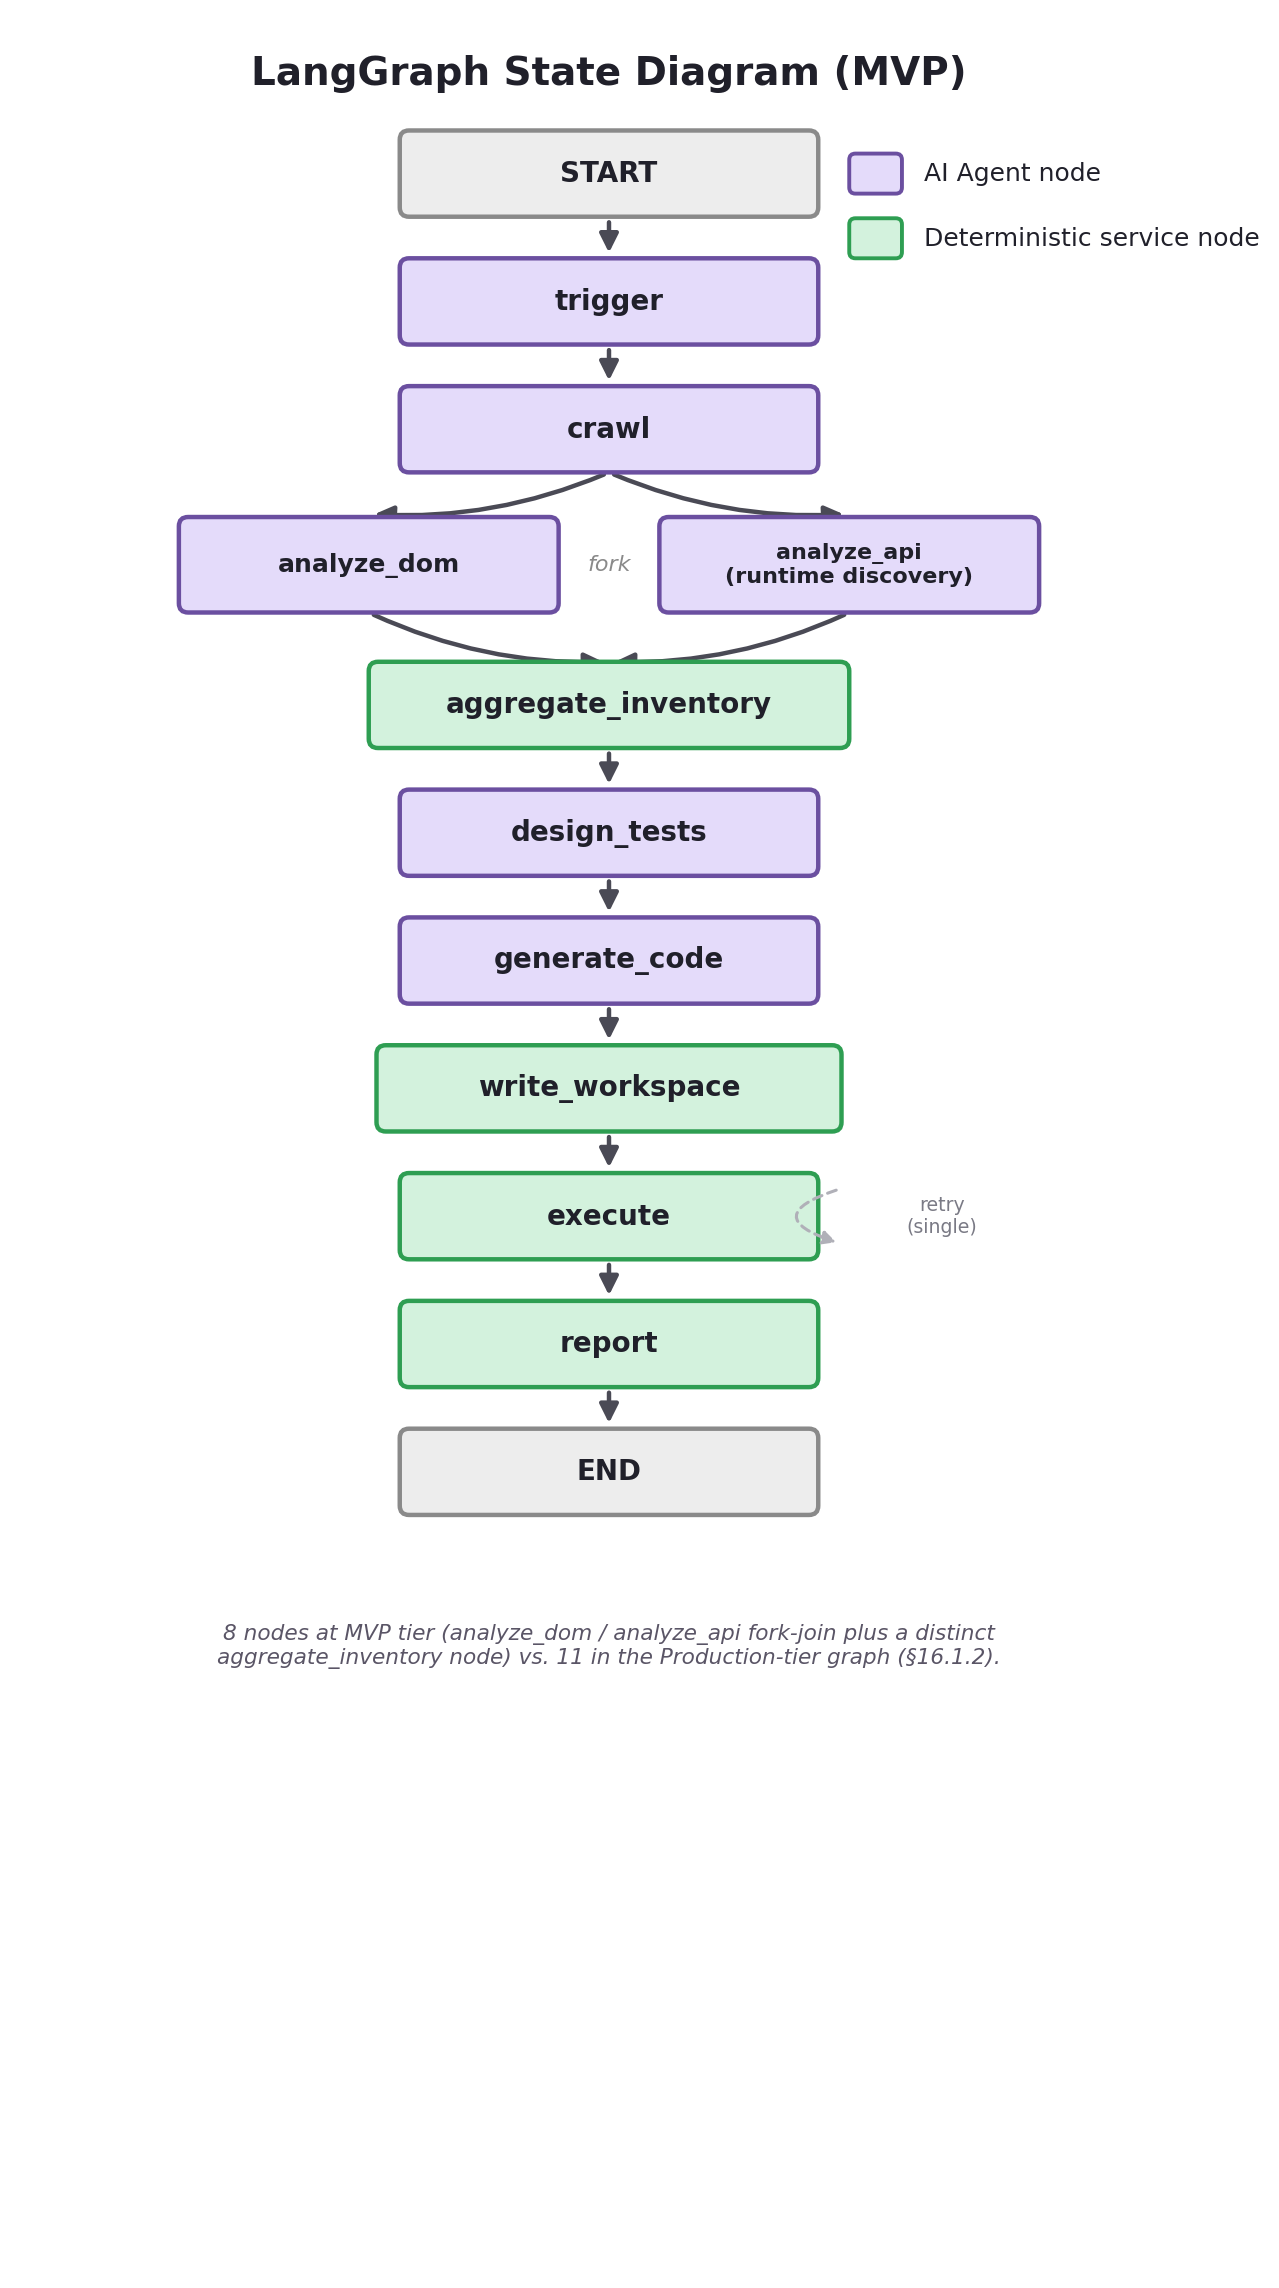 LangGraph State Diagram (MVP)
START
AI Agent node
Deterministic service node
trigger
crawl
analyze_dom
fork
analyze_api
(runtime discovery)
aggregate_inventory
design_tests
generate_code
write_workspace
execute
retry
(single)
report
END
8 nodes at MVP tier (analyze_dom / analyze_api fork-join plus a distinct
aggregate_inventory node) vs. 11 in the Production-tier graph (§16.1.2).